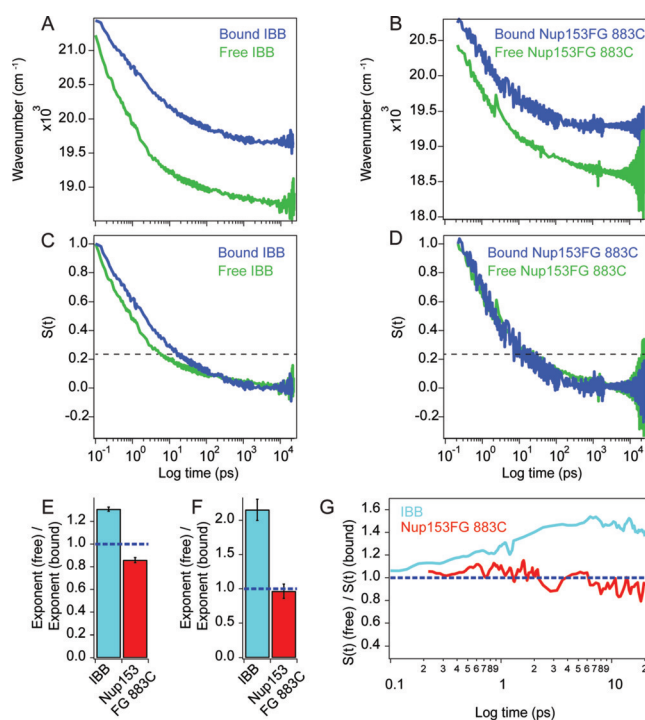 A
Bound IBB
Free IBB
Wavenumber (cm⁻¹)
x10³
21.0
20.5
20.0
19.5
19.0
B
Bound Nup153FG 883C
Free Nup153FG 883C
Wavenumber (cm⁻¹)
x10³
20.5
20.0
19.5
19.0
18.5
18.0
C
Bound IBB
Free IBB
S(t)
1.0
0.8
0.6
0.4
0.2
0.0
-0.2
10⁻¹ 10⁰ 10¹ 10² 10³ 10⁴
Log time (ps)
D
Bound Nup153FG 883C
Free Nup153FG 883C
S(t)
1.0
0.8
0.6
0.4
0.2
0.0
-0.2
10⁻¹ 10⁰ 10¹ 10² 10³ 10⁴
Log time (ps)
E
Exponent (free) /
Exponent (bound)
1.2
1.0
0.8
0.6
0.4
0.2
0.0
IBB
Nup153
FG 883C
F
Exponent (free) /
Exponent (bound)
2.0
1.5
1.0
0.5
0.0
IBB
Nup153
FG 883C
G
IBB
Nup153FG 883C
S(t) (free) / S(t) (bound)
1.6
1.4
1.2
1.0
0.8
0.6
0.4
0.1 2 3 4 5 6 7 8 9 1 2 3 4 5 6 7 8 9 10
Log time (ps)